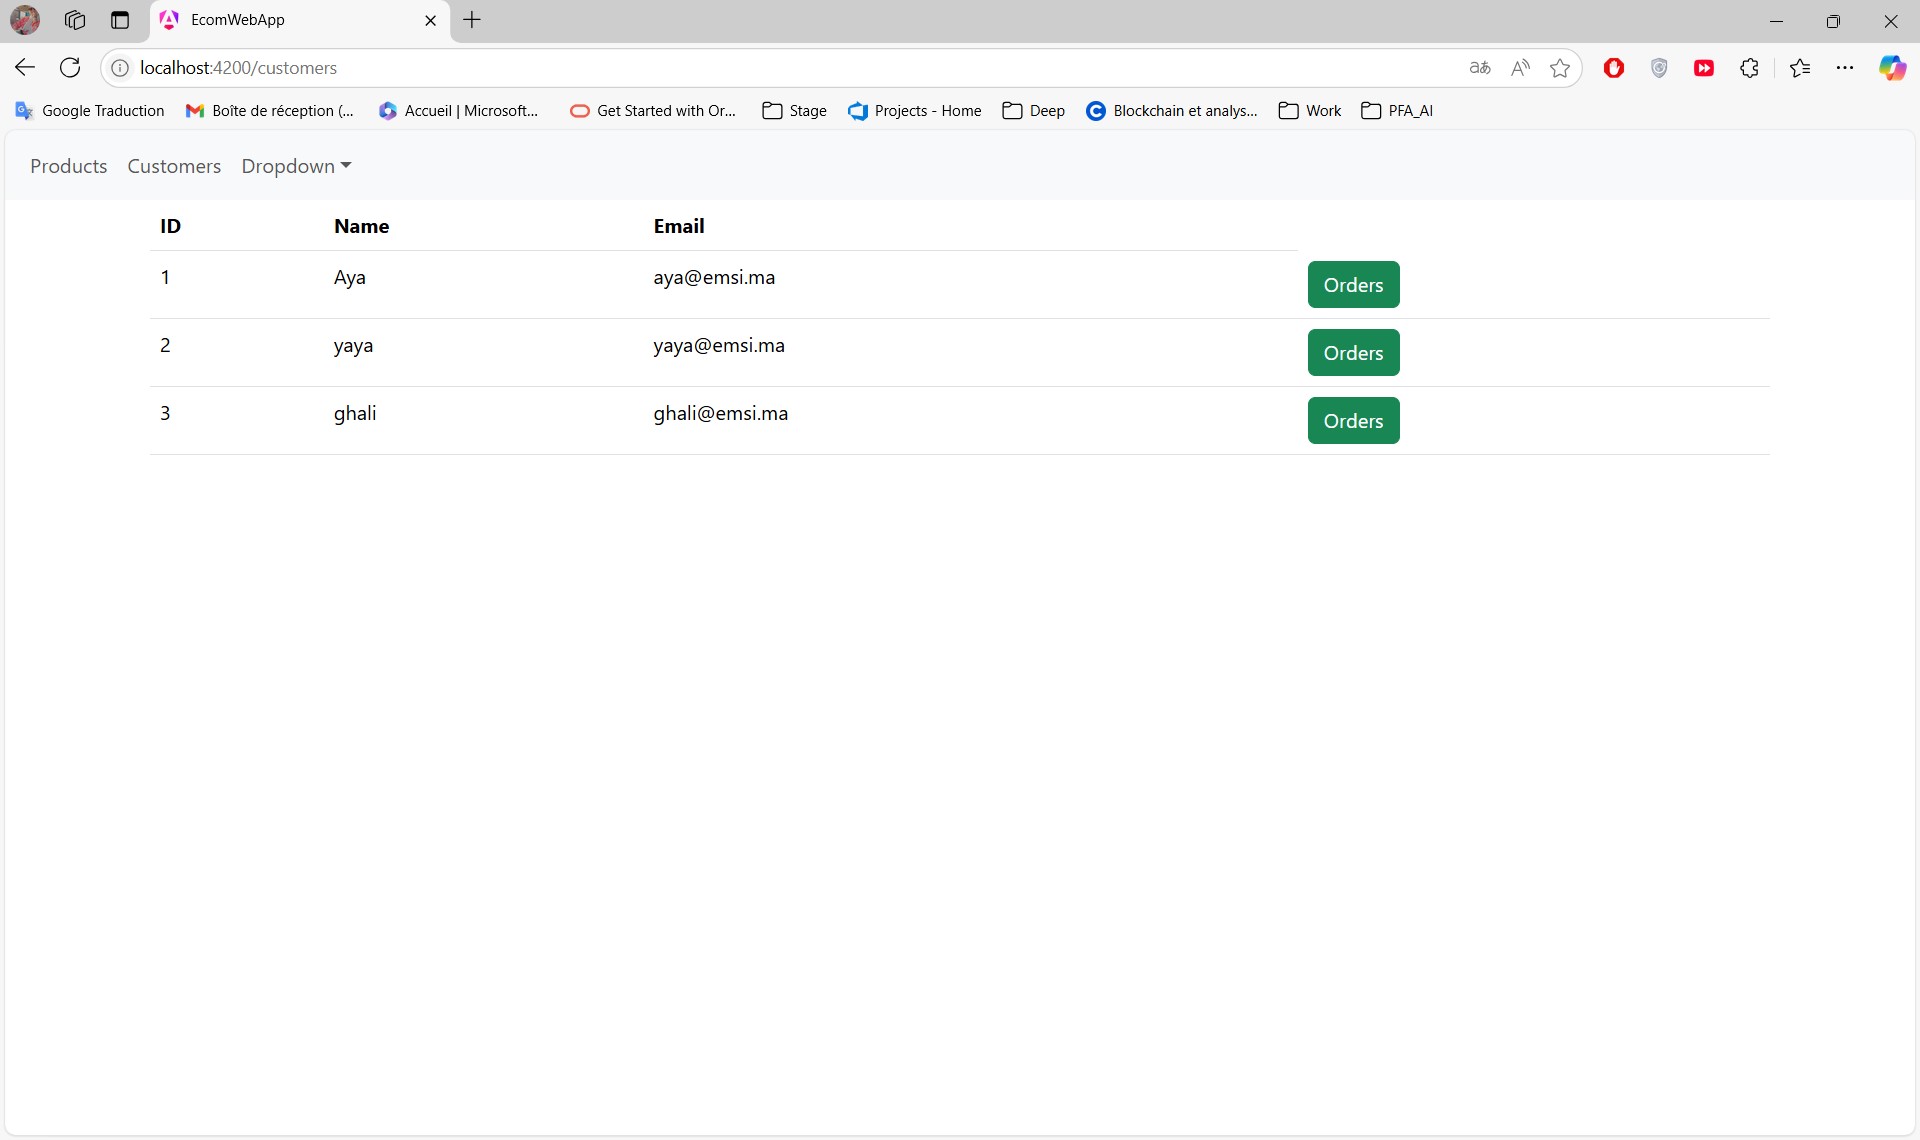 EcomWebApp
localhost:4200/customers
Google Traduction Boîte de réception (... Accueil | Microsoft... Get Started with Or... Stage Projects - Home Deep Blockchain et analys... Work PFA_AI
Products Customers Dropdown
ID Name Email
1 Aya aya@emsi.ma Orders
2 yaya yaya@emsi.ma Orders
3 ghali ghali@emsi.ma Orders